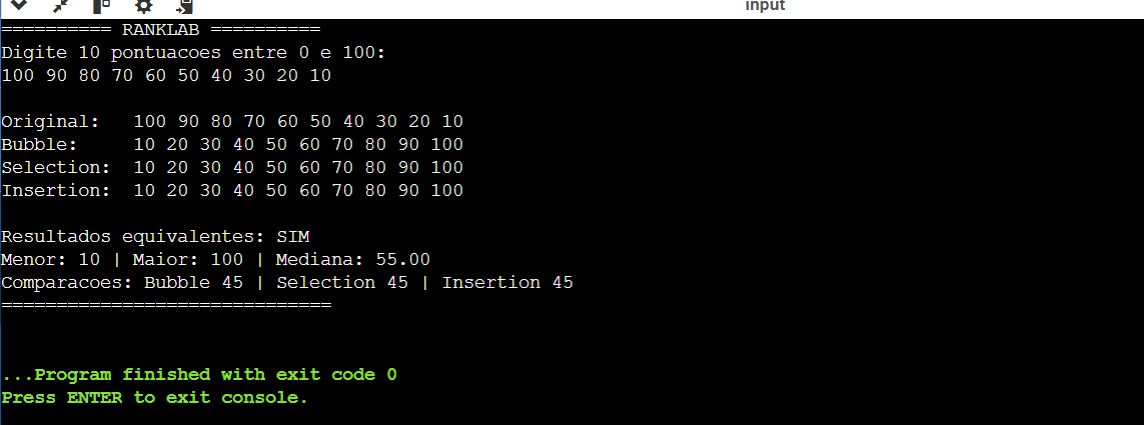 input
========== RANKLAB ==========
Digite 10 pontuacoes entre 0 e 100:
100 90 80 70 60 50 40 30 20 10
Original:   100 90 80 70 60 50 40 30 20 10
Bubble:     10 20 30 40 50 60 70 80 90 100
Selection:  10 20 30 40 50 60 70 80 90 100
Insertion:  10 20 30 40 50 60 70 80 90 100
Resultados equivalentes: SIM
Menor: 10 | Maior: 100 | Mediana: 55.00
Comparacoes: Bubble 45 | Selection 45 | Insertion 45
==============================
...Program finished with exit code 0
Press ENTER to exit console.